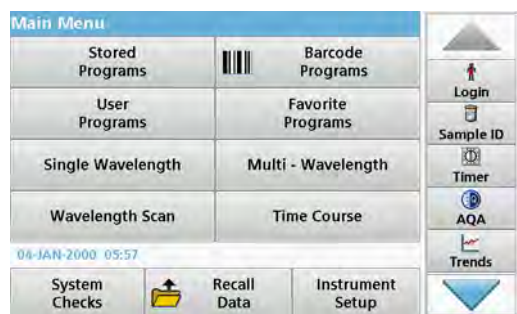 Main Menu
Stored
Programs
Barcode
Programs
User
Programs
Favorite
Programs
Single Wavelength
Multi - Wavelength
Wavelength Scan
Time Course
04-JAN-2000 05:57
System
Checks
Recall
Data
Instrument
Setup
Login
Sample ID
Timer
AQA
Trends